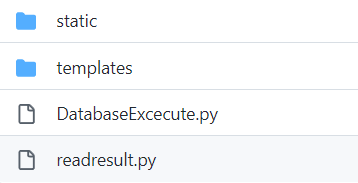 static
templates
DatabaseExcecute.py
readresult.py